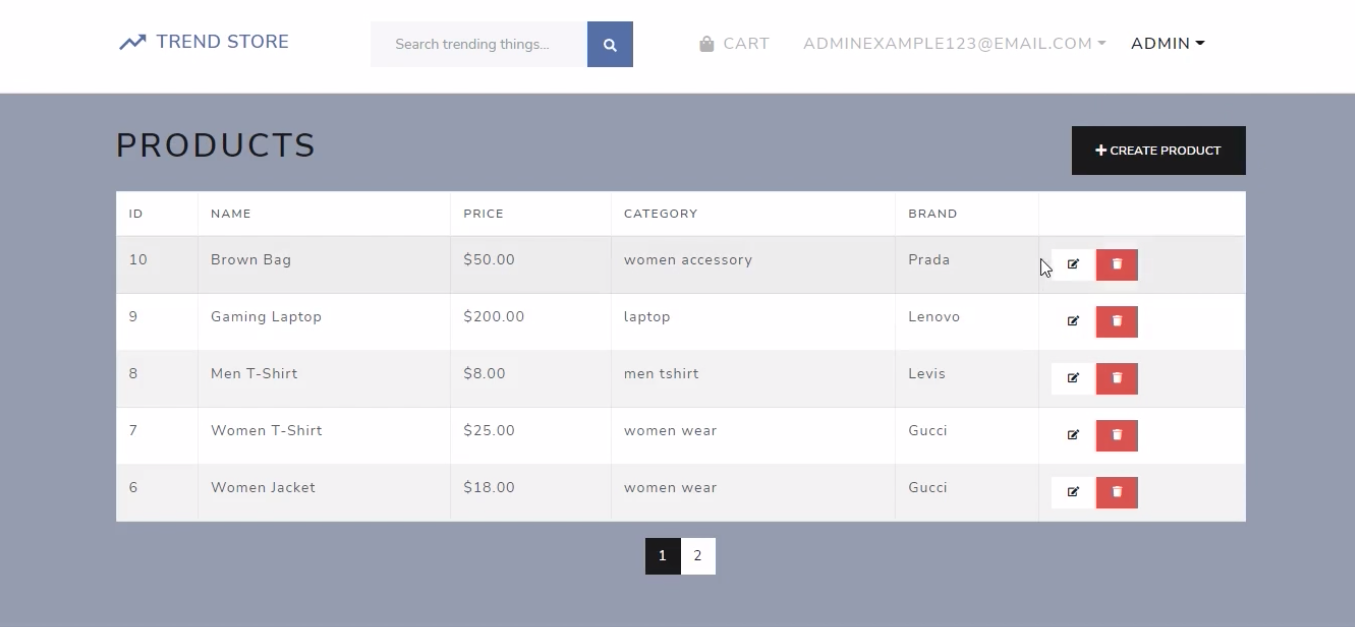 TREND STORE Search trending things... CART ADMINEXAMPLE123@EMAIL.COM ADMIN
PRODUCTS CREATE PRODUCT
ID NAME PRICE CATEGORY BRAND
10 Brown Bag $50.00 women accessory Prada
9 Gaming Laptop $200.00 laptop Lenovo
8 Men T-Shirt $8.00 men tshirt Levis
7 Women T-Shirt $25.00 women wear Gucci
6 Women Jacket $18.00 women wear Gucci
1 2